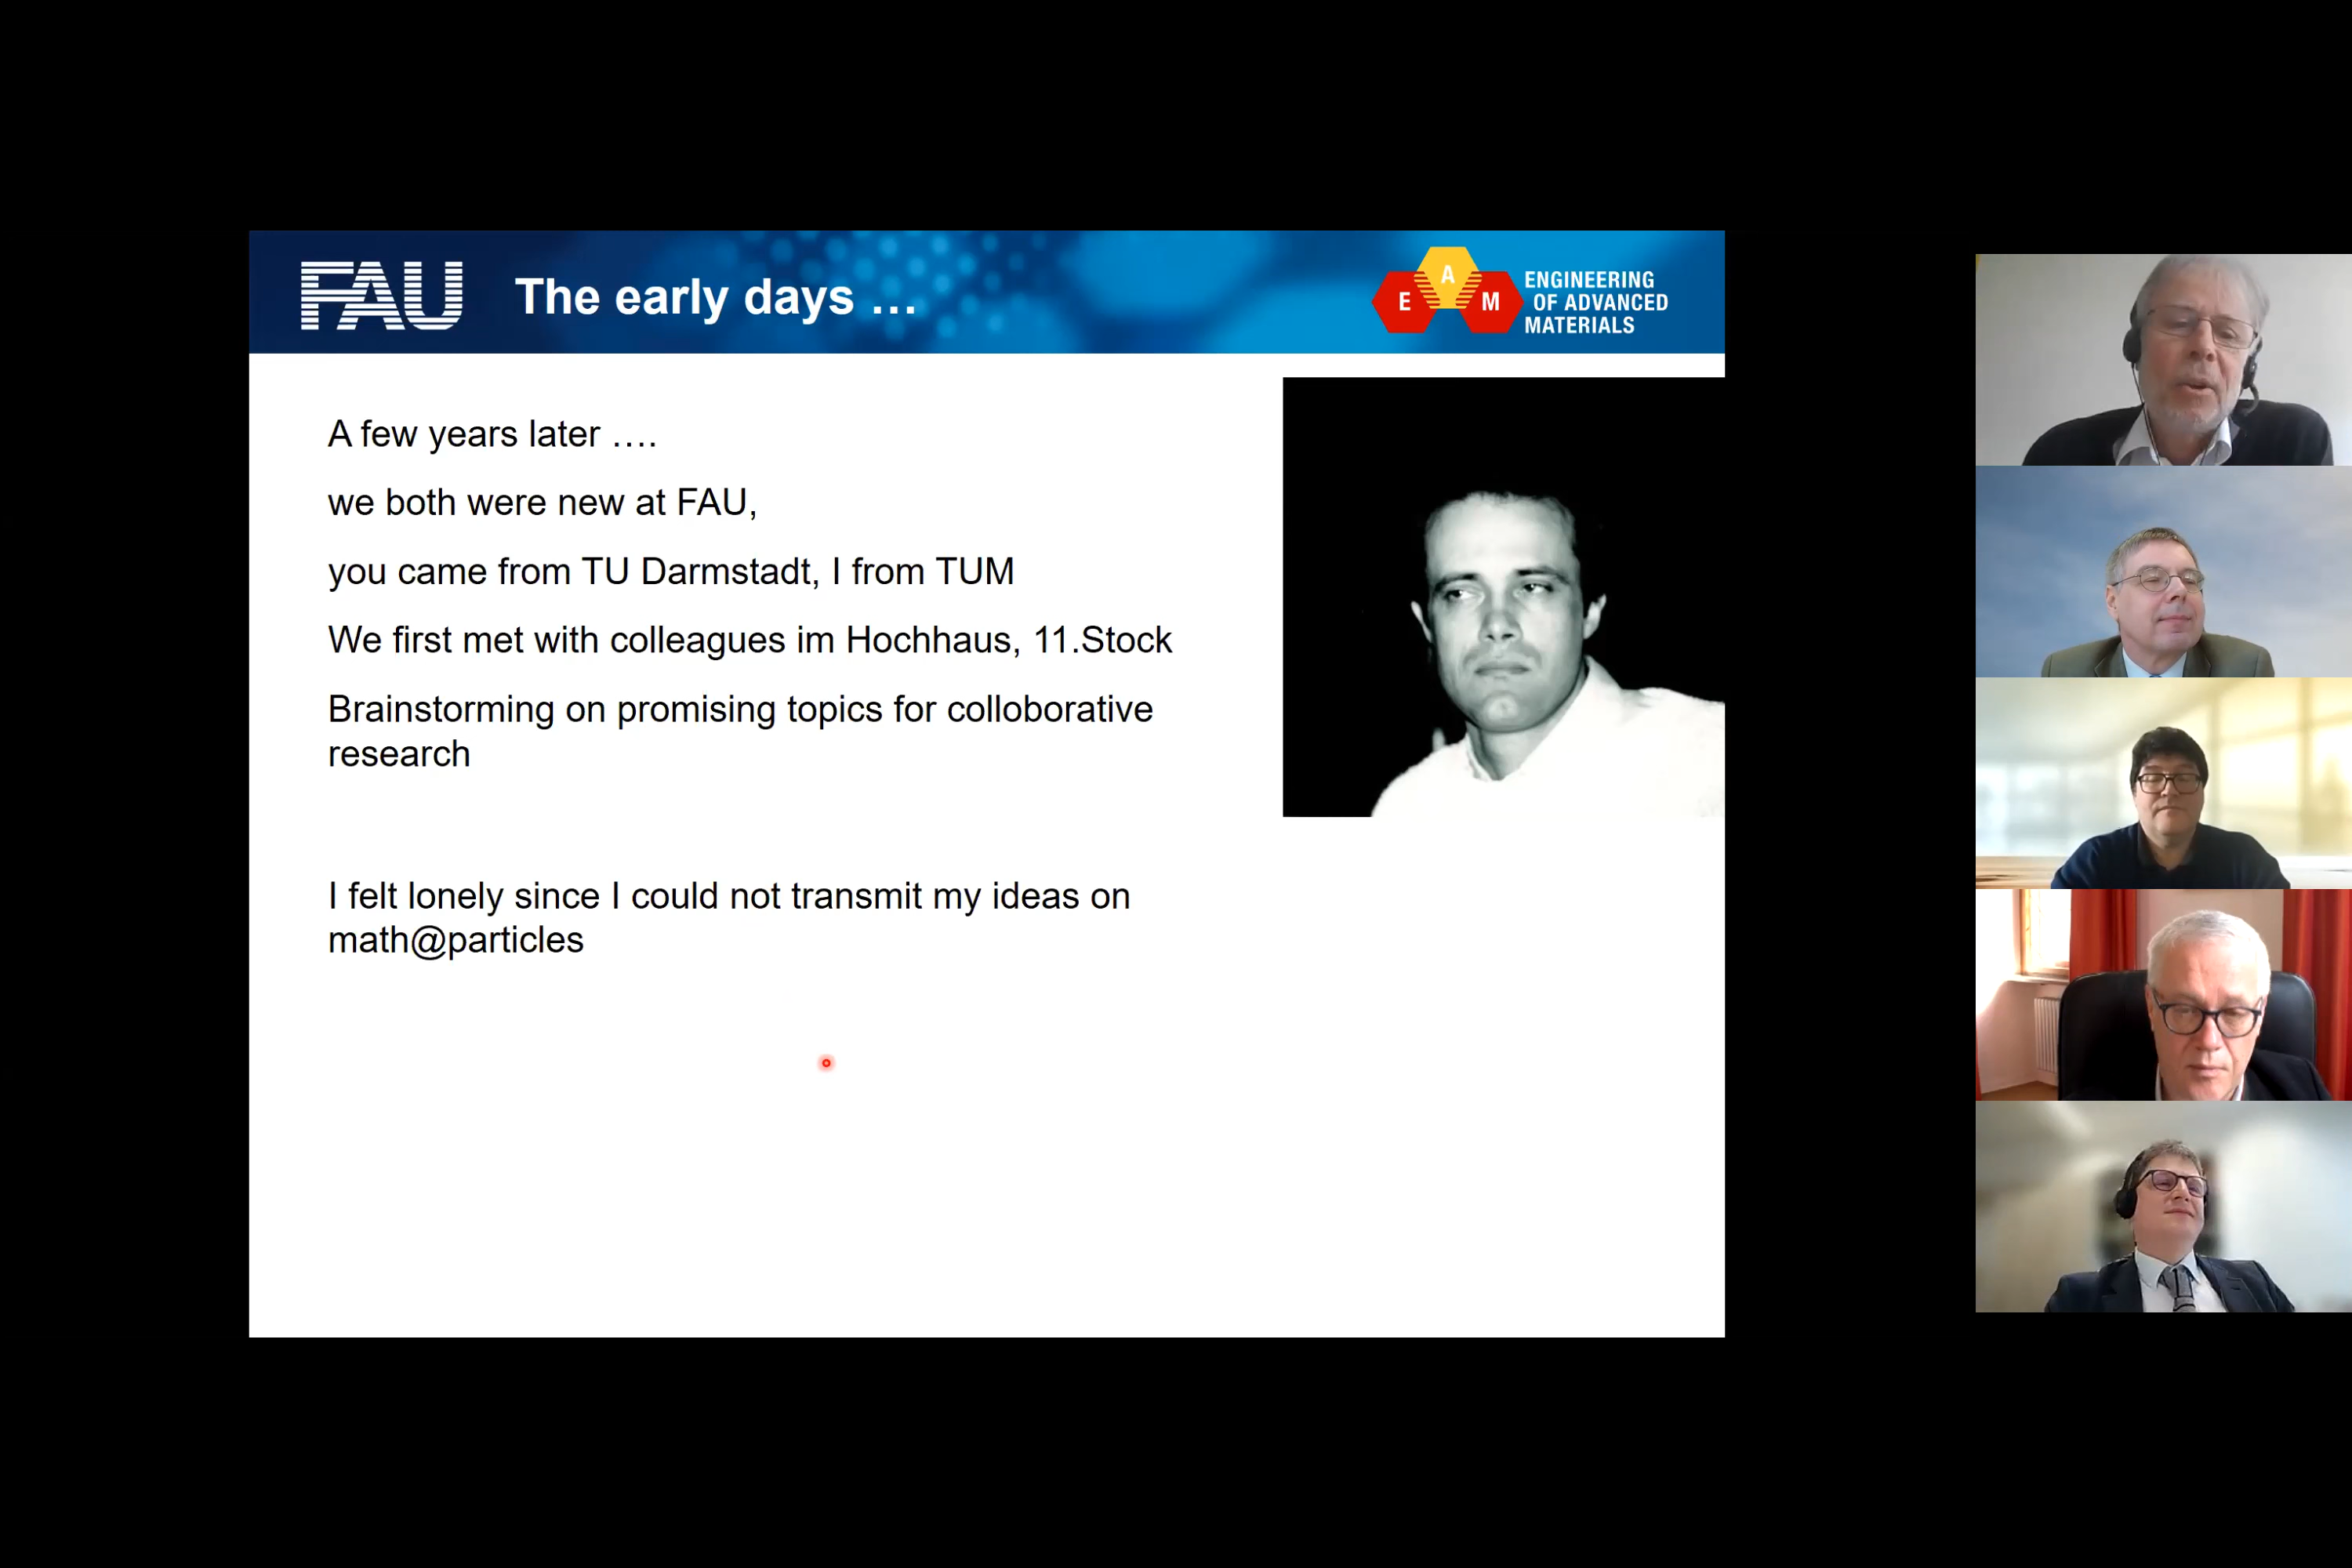 FAU
The early days …
E A M
ENGINEERING
OF ADVANCED
MATERIALS
A few years later ….
we both were new at FAU,
you came from TU Darmstadt, I from TUM
We first met with colleagues im Hochhaus, 11.Stock
Brainstorming on promising topics for colloborative
research
I felt lonely since I could not transmit my ideas on
math@particles